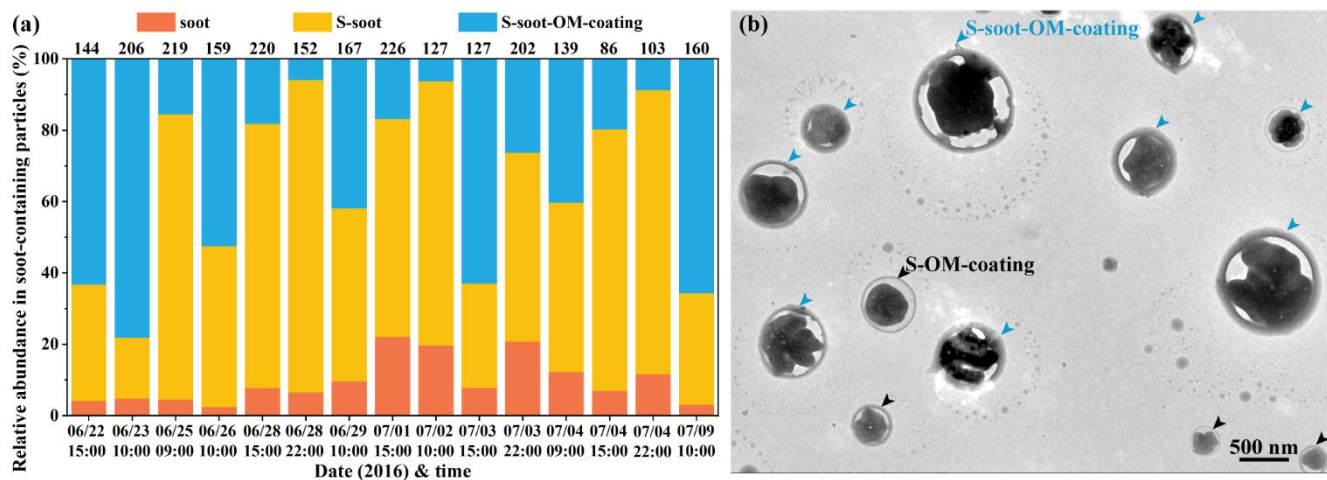 (a)
soot
S-soot
S-soot-OM-coating
144 206 219 159 220 152 167 226 127 127 202 139 86 103 160
Relative abundance in soot-containing particles (%)
100
80
60
40
20
0
06/22 06/23 06/25 06/26 06/28 06/28 06/29 07/01 07/02 07/03 07/03 07/04 07/04 07/04 07/09
15:00 10:00 09:00 10:00 15:00 22:00 10:00 15:00 10:00 15:00 22:00 09:00 15:00 22:00 10:00
Date (2016) & time
(b)
S-soot-OM-coating
S-OM-coating
500 nm